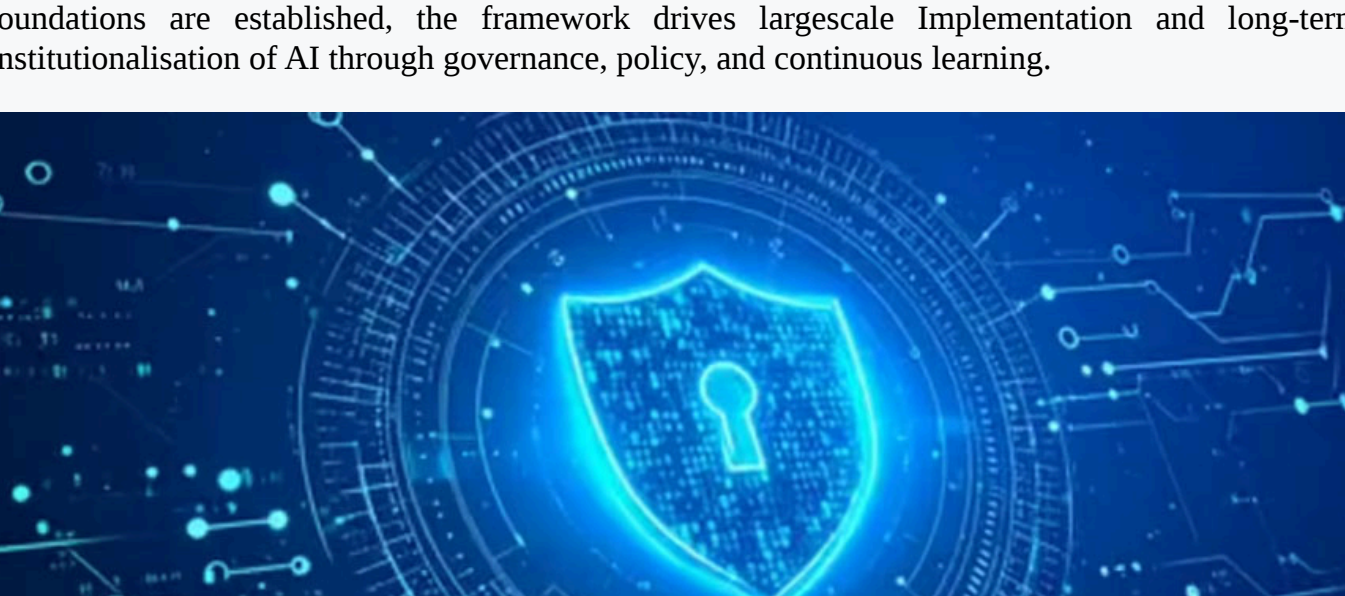 oundations are established, the framework drives largescale Implementation and long-tern
nstitutionalisation of AI through governance, policy, and continuous learning.